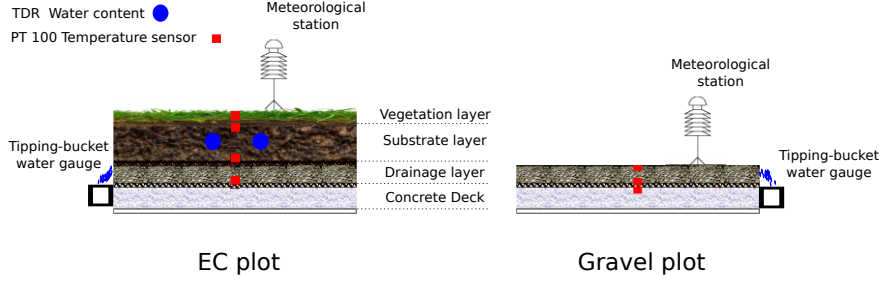 TDR Water content
PT 100 Temperature sensor
Meteorological
station
Meteorological
station
Vegetation layer
Substrate layer
Drainage layer
Concrete Deck
Tipping-bucket
water gauge
Tipping-bucket
water gauge
EC plot
Gravel plot